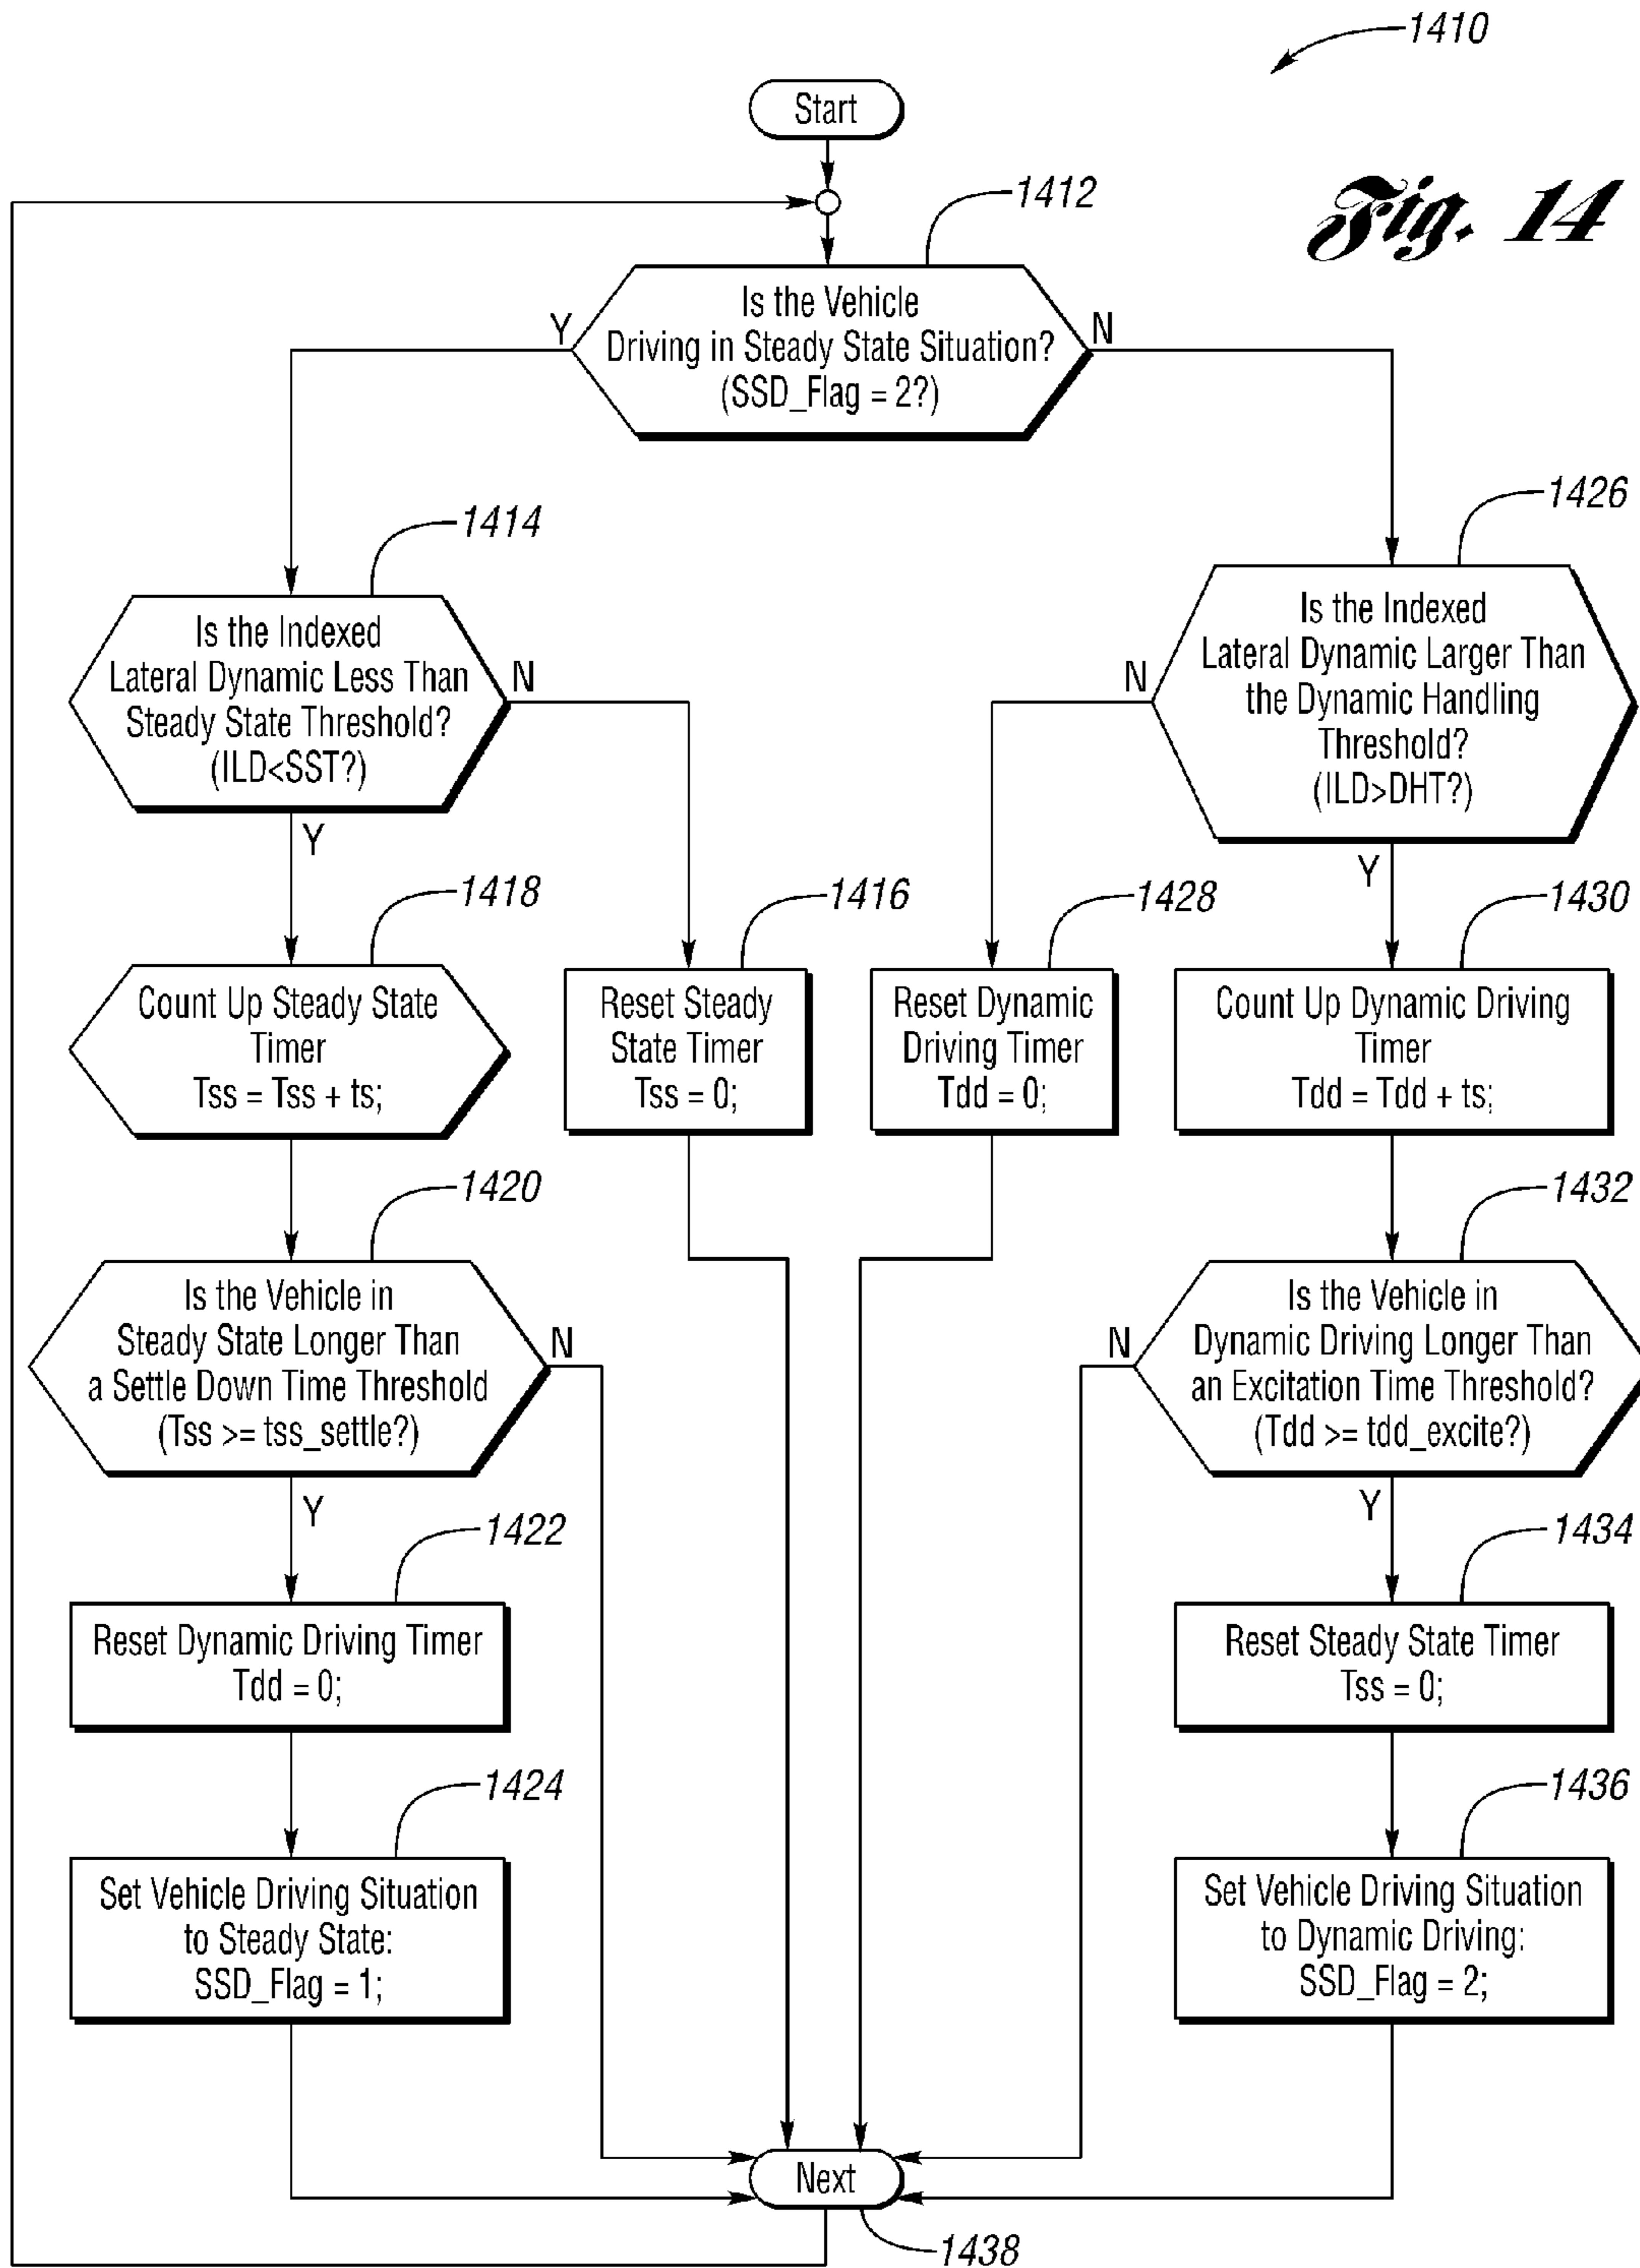 1410
Start
Fig. 14
1412
Is the Vehicle
Driving in Steady State Situation?
(SSD_Flag = 2?)
Y
N
1414
Is the Indexed
Lateral Dynamic Less Than
Steady State Threshold?
(ILD<SST?)
N
Y
1426
Is the Indexed
Lateral Dynamic Larger Than
the Dynamic Handling
Threshold?
(ILD>DHT?)
N
Y
1418
Count Up Steady State
Timer
Tss = Tss + ts;
1416
Reset Steady
State Timer
Tss = 0;
1428
Reset Dynamic
Driving Timer
Tdd = 0;
1430
Count Up Dynamic Driving
Timer
Tdd = Tdd + ts;
1420
Is the Vehicle in
Steady State Longer Than
a Settle Down Time Threshold
(Tss >= tss_settle?)
N
Y
1432
Is the Vehicle in
Dynamic Driving Longer Than
an Excitation Time Threshold?
(Tdd >= tdd_excite?)
N
Y
1422
Reset Dynamic Driving Timer
Tdd = 0;
1434
Reset Steady State Timer
Tss = 0;
1424
Set Vehicle Driving Situation
to Steady State:
SSD_Flag = 1;
1436
Set Vehicle Driving Situation
to Dynamic Driving:
SSD_Flag = 2;
Next
1438